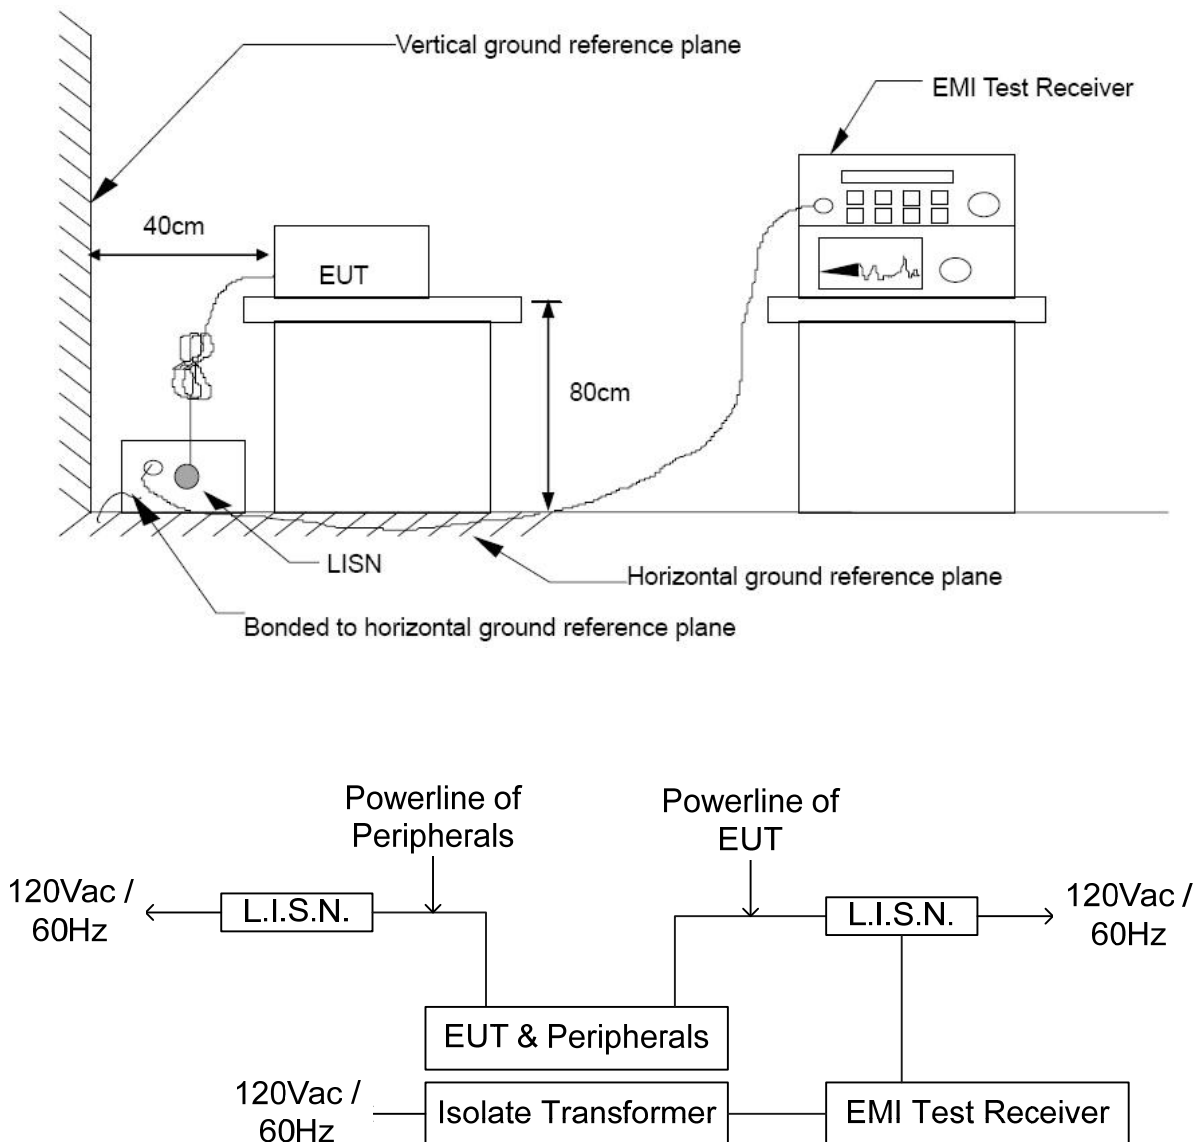 Vertical ground reference plane
EMI Test Receiver
40cm
EUT
80cm
LISN
Horizontal ground reference plane
Bonded to horizontal ground reference plane
Powerline of
Peripherals
Powerline of
EUT
120Vac /
60Hz
L.I.S.N.
L.I.S.N.
120Vac /
60Hz
EUT & Peripherals
120Vac /
60Hz
Isolate Transformer
EMI Test Receiver